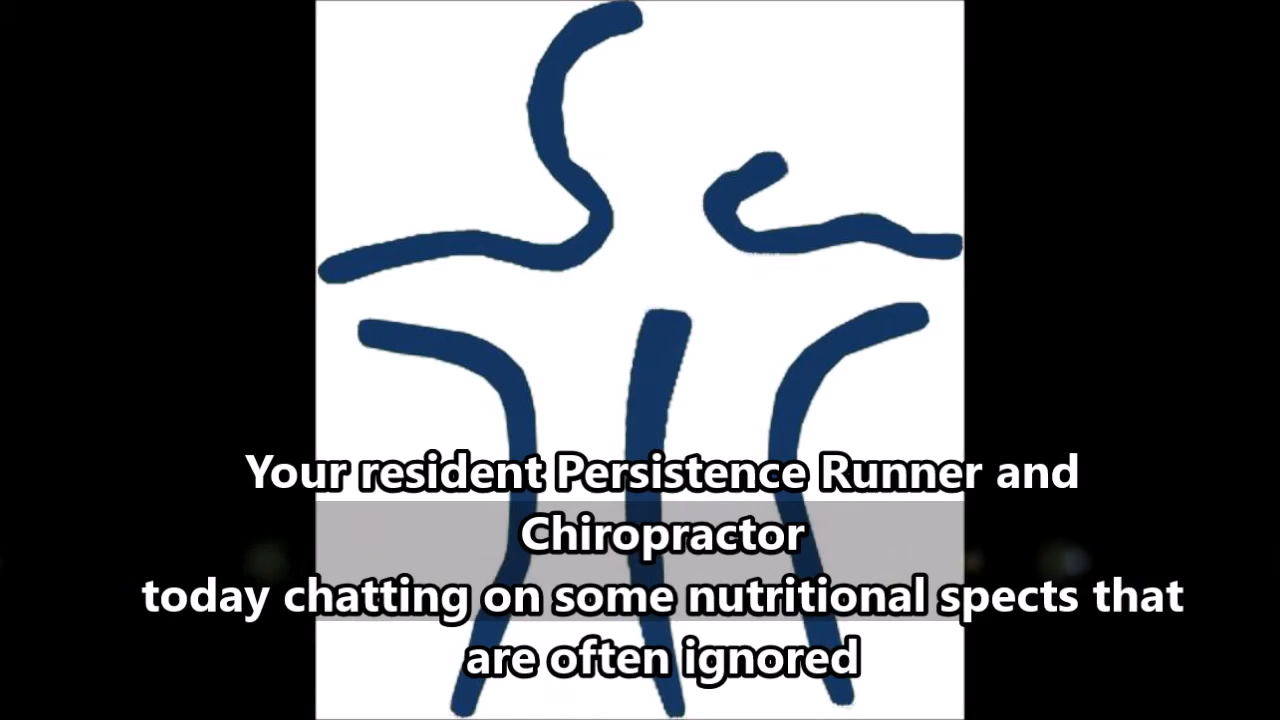 Your resident Persistence Runner and
Chiropractor
today chatting on some nutritional spects that
are often ignored